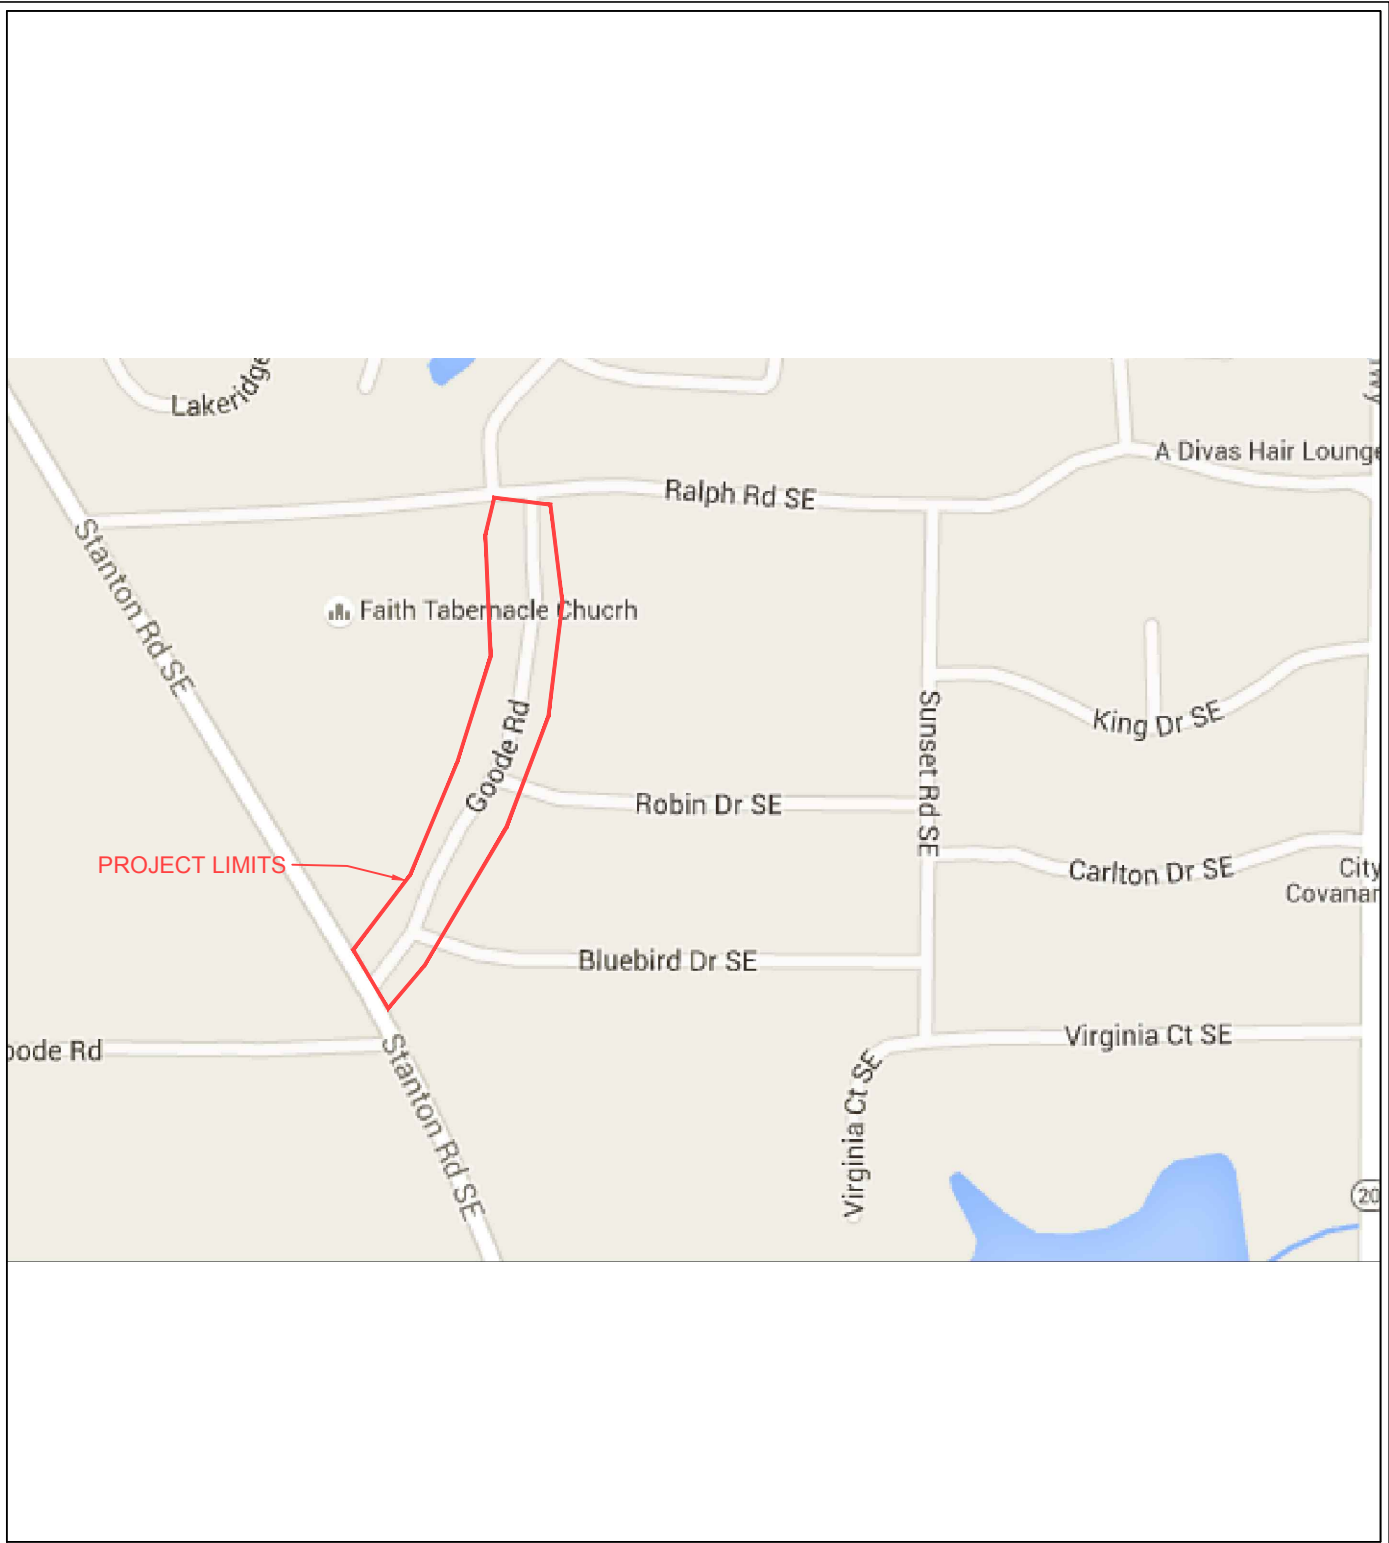 Lakeridge
A Divas Hair Lounge
Ralph Rd SE
Stanton Rd SE
Faith Tabernacle Chucrh
King Dr SE
Sunset Rd SE
Goode Rd
Robin Dr SE
PROJECT LIMITS
Carlton Dr SE
City
Covenan
Bluebird Dr SE
Virginia Ct SE
oode Rd
Stanton Rd SE
Virginia Ct SE
20